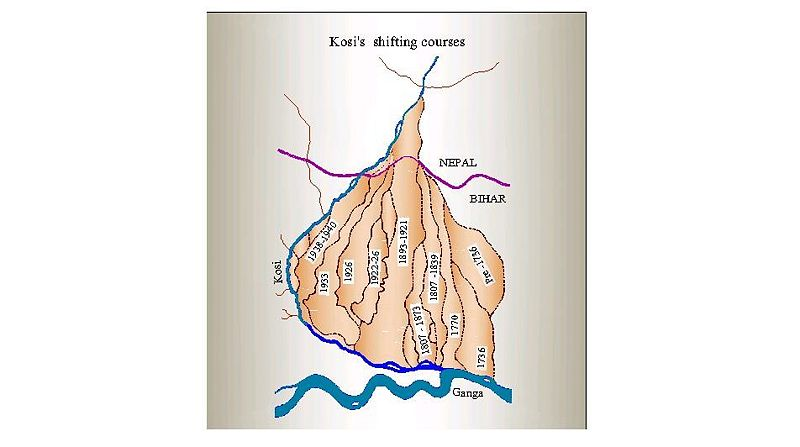 Kosi's shifting courses
NEPAL
BIHAR
Kosi
1938-1940
1933
1926
1922-26
1893-1921
1807-1873
1807-1839
1770
Pre-1736
1736
Ganga